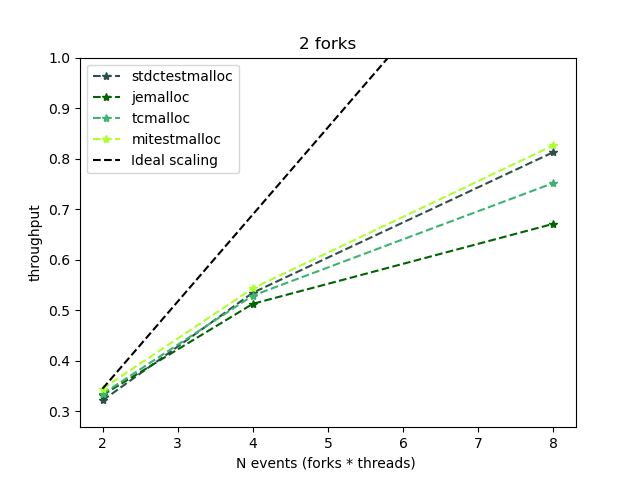 2 forks
1.0
0.9
0.8
0.7
0.6
0.5
0.4
0.3
throughput
stdctestmalloc
jemalloc
tcmalloc
mitestmalloc
Ideal scaling
2 3 4 5 6 7 8
N events (forks * threads)